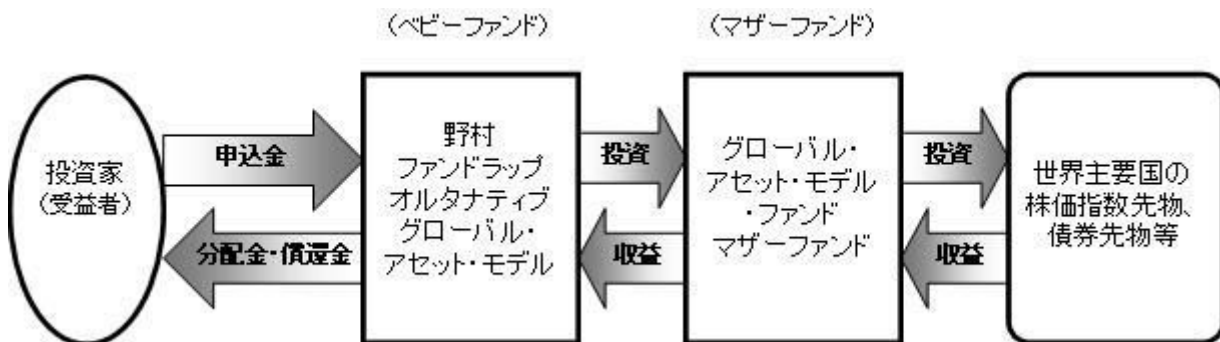 (ベビーファンド)
(マザーファンド)
投資家
(受益者)
申込金
分配金・償還金
野村
ファンドラップ
オルタナティブ
グローバル・
アセット・モデル
投資
収益
グローバル・
アセット・モデル
・ファンド
マザーファンド
投資
収益
世界主要国の
株価指数先物、
債券先物等